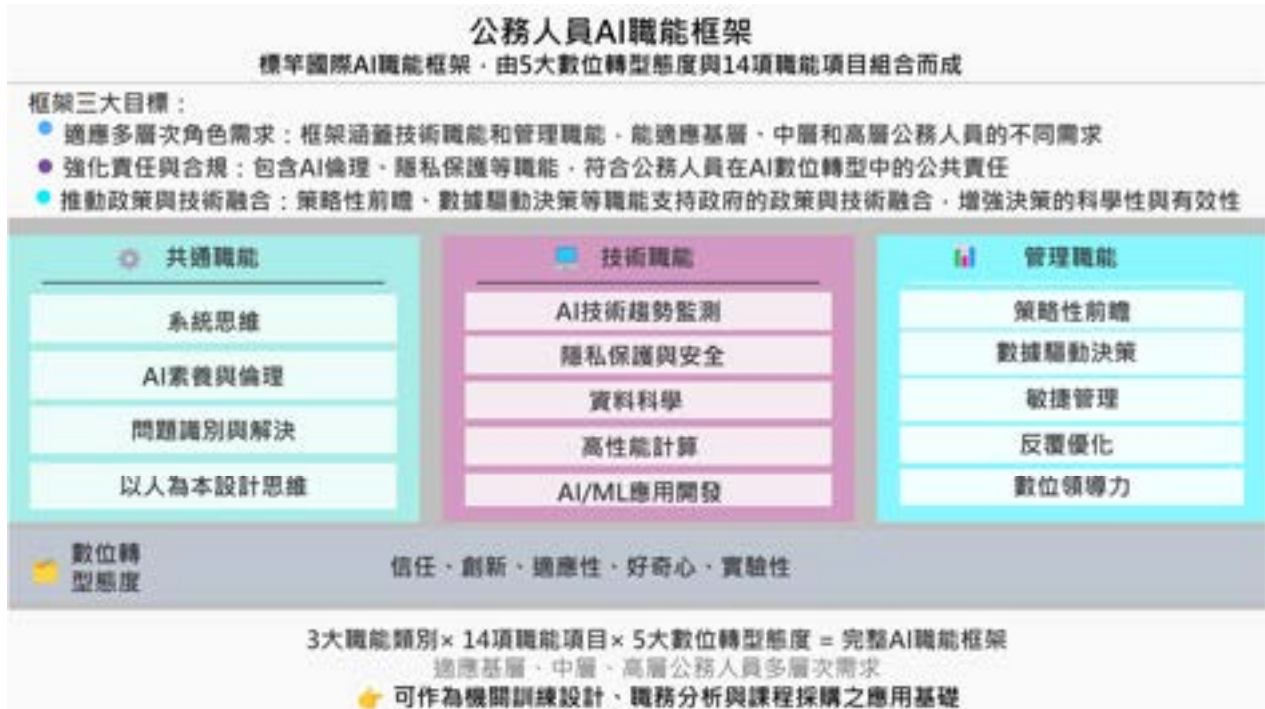 公務人員AI職能框架
標竿國際AI職能框架，由5大數位轉型態度與14項職能項目組合而成
框架三大目標：
適應多層次角色需求：框架涵蓋技術職能和管理職能，能適應基層、中層和高層公務人員的不同需求
強化責任與合規：包含AI倫理、隱私保護等職能，符合公務人員在AI數位轉型中的公共責任
推動政策與技術融合：策略性前瞻、數據驅動決策等職能支持政府的政策與技術融合，增強決策的科學性與有效性
共通職能
系統思維
AI素養與倫理
問題識別與解決
以人為本設計思維
技術職能
AI技術趨勢監測
隱私保護與安全
資料科學
高性能計算
AI/ML應用開發
管理職能
策略性前瞻
數據驅動決策
敏捷管理
反覆優化
數位領導力
數位轉
型態度
信任、創新、適應性、好奇心、實驗性
3大職能類別× 14項職能項目× 5大數位轉型態度 = 完整AI職能框架
適應基層、中層、高層公務人員多層次需求
👉 可作為機關訓練設計、職務分析與課程採購之應用基礎